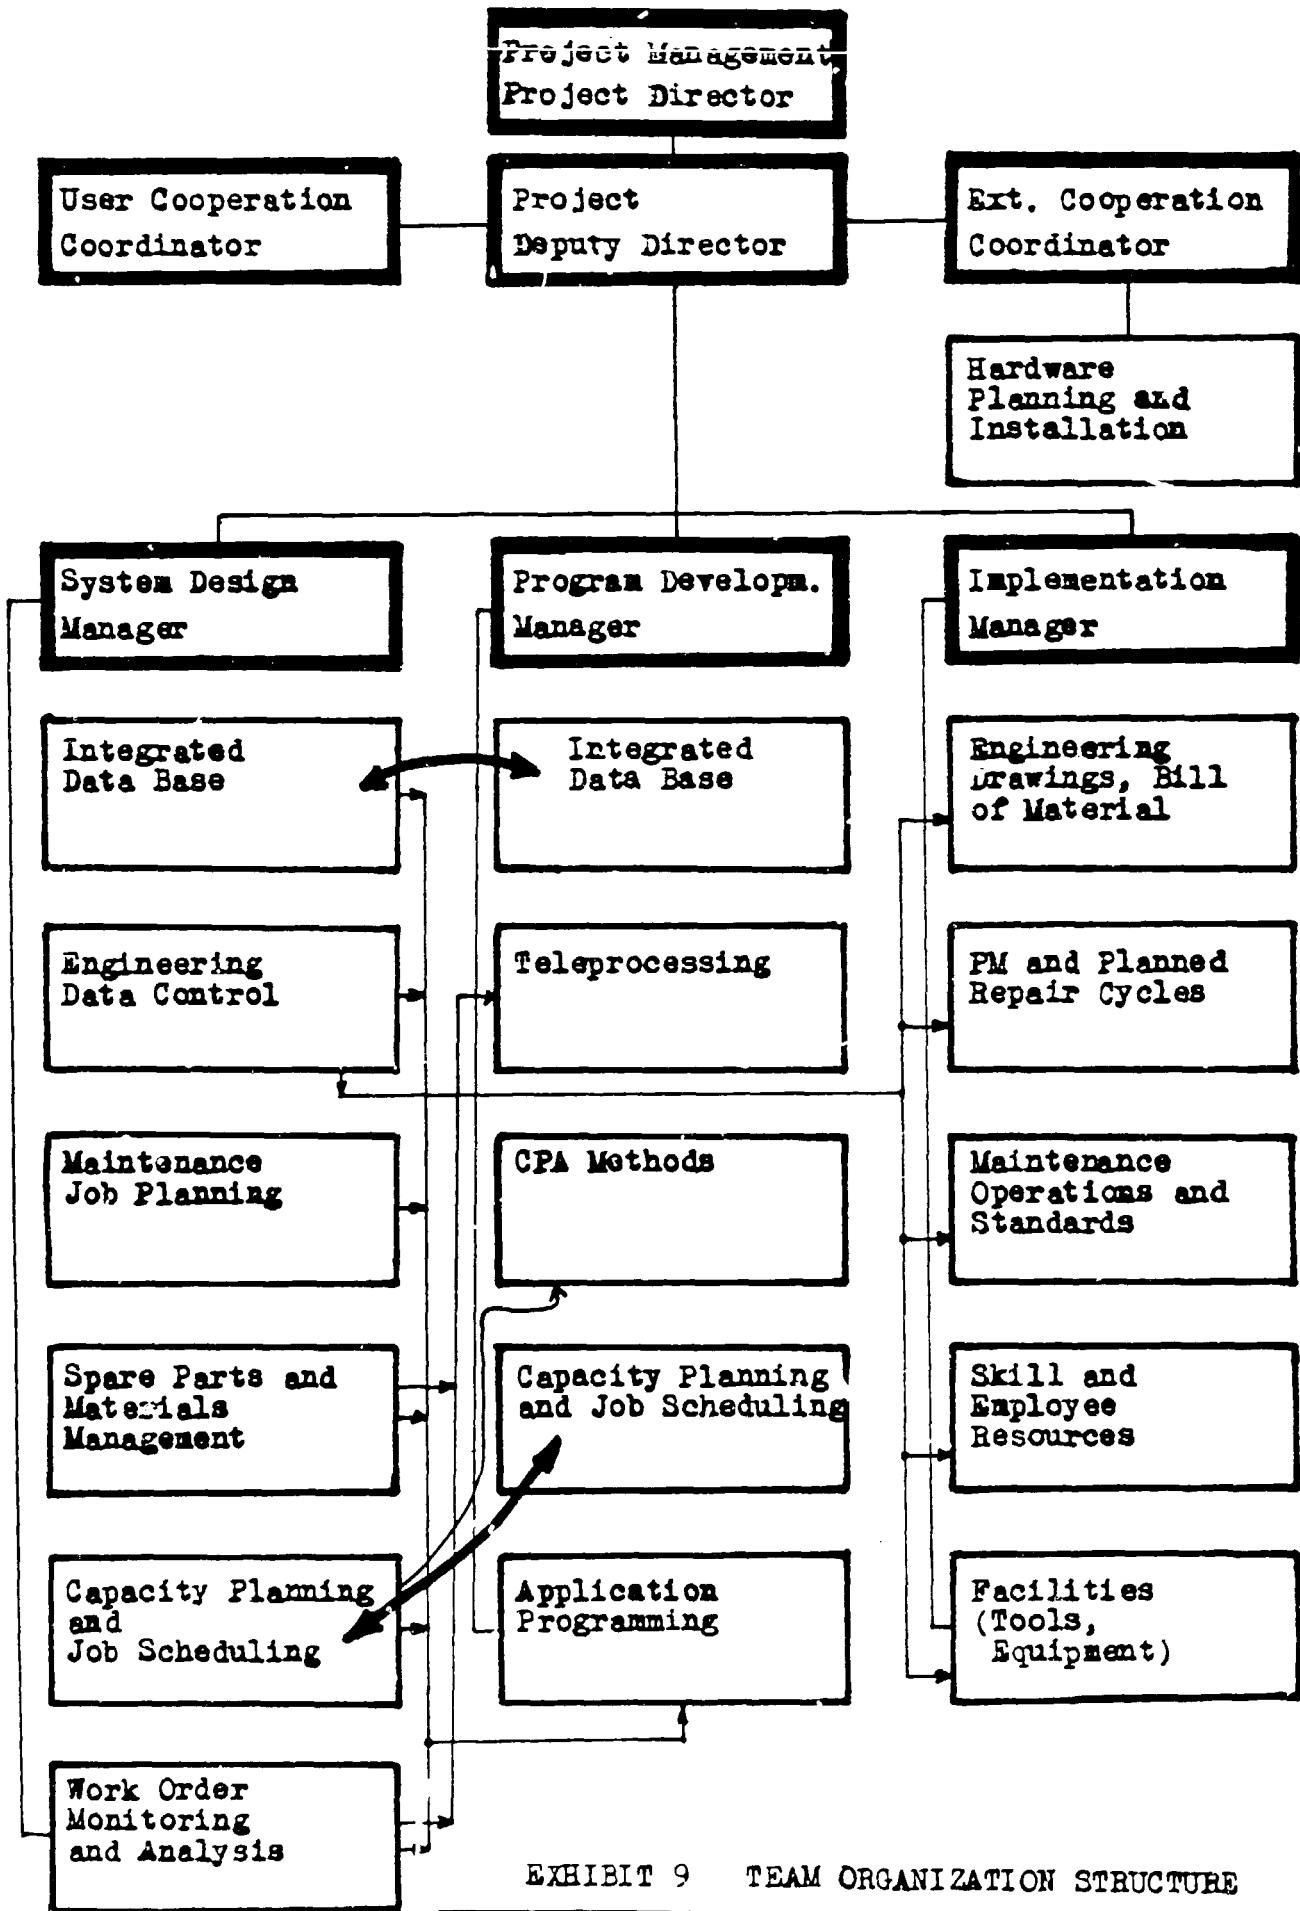 Project Management
Project Director
User Cooperation
Coordinator
Project
Deputy Director
Ext. Cooperation
Coordinator
Hardware
Planning and
Installation
System Design
Manager
Program Developm.
Manager
Implementation
Manager
Integrated
Data Base
Integrated
Data Base
Engineering
Drawings, Bill
of Material
Engineering
Data Control
Teleprocessing
PM and Planned
Repair Cycles
Maintenance
Job Planning
CPA Methods
Maintenance
Operations and
Standards
Spare Parts and
Materials
Management
Capacity Planning
and Job Scheduling
Skill and
Employee
Resources
Capacity Planning
and
Job Scheduling
Application
Programming
Facilities
(Tools,
Equipment)
Work Order
Monitoring
and Analysis
EXHIBIT 9 TEAM ORGANIZATION STRUCTURE